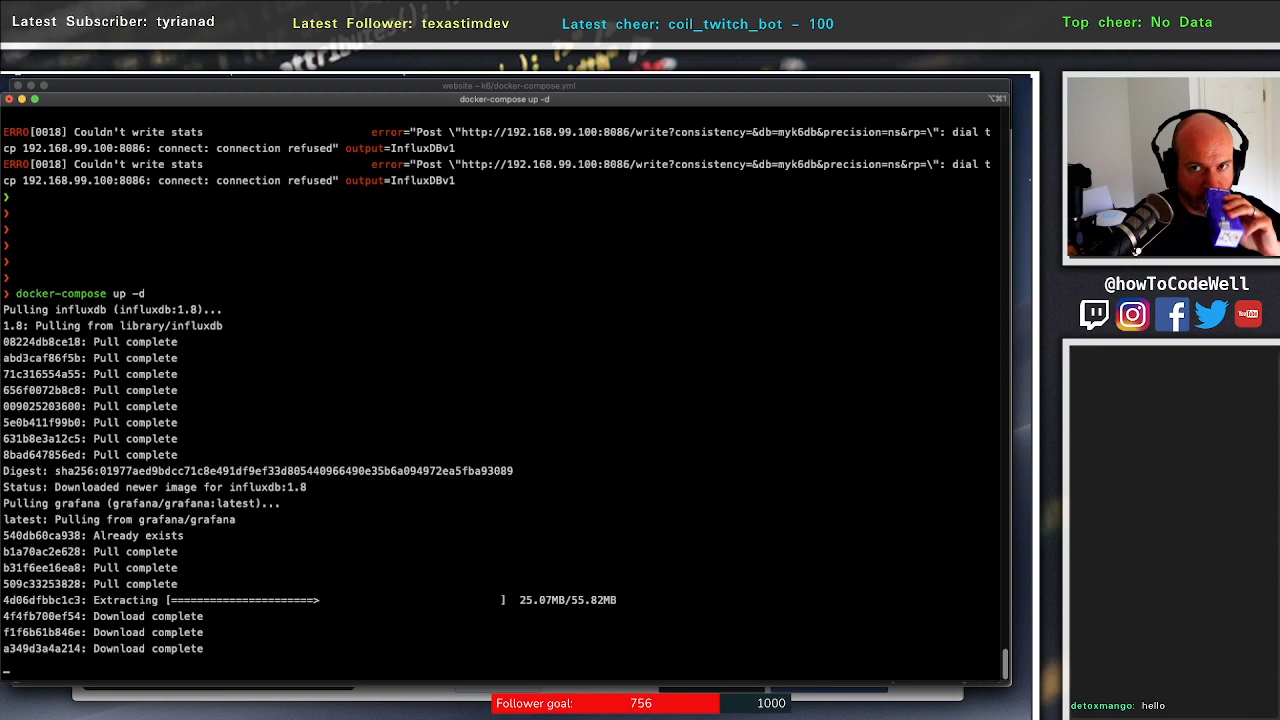 Latest Subscriber: tyrianad
Latest Follower: texastimdev
Latest cheer: coil_twitch_bot - 100
Top cheer: No Data
website — k6/docker-compose.yml
docker-compose up -d
⌥⌘1
ERRO[0018] Couldn't write stats error="Post \"http://192.168.99.100:8086/write?consistency=&db=myk6db&precision=ns&rp=\": dial t
cp 192.168.99.100:8086: connect: connection refused" output=InfluxDBv1
ERRO[0018] Couldn't write stats error="Post \"http://192.168.99.100:8086/write?consistency=&db=myk6db&precision=ns&rp=\": dial t
cp 192.168.99.100:8086: connect: connection refused" output=InfluxDBv1
❯
❯
❯
❯
❯
❯
❯ docker-compose up -d
Pulling influxdb (influxdb:1.8)...
1.8: Pulling from library/influxdb
08224db8ce18: Pull complete
abd3caf86f5b: Pull complete
71c316554a55: Pull complete
656f0072b8c8: Pull complete
009025203600: Pull complete
5e0b411f99b0: Pull complete
631b8e3a12c5: Pull complete
8bad647856ed: Pull complete
Digest: sha256:01977aed9bdcc71c8e491df9ef33d805440966490e35b6a094972ea5fba93089
Status: Downloaded newer image for influxdb:1.8
Pulling grafana (grafana/grafana:latest)...
latest: Pulling from grafana/grafana
540db60ca938: Already exists
b1a70ac2e628: Pull complete
b31f6ee16ea8: Pull complete
509c33253828: Pull complete
4d06dfbbc1c3: Extracting [======================> ] 25.07MB/55.82MB
4f4fb700ef54: Download complete
f1f6b61b846e: Download complete
a349d3a4a214: Download complete
@howToCodeWell
You Tube
detoxmango: hello
Follower goal: 756 1000